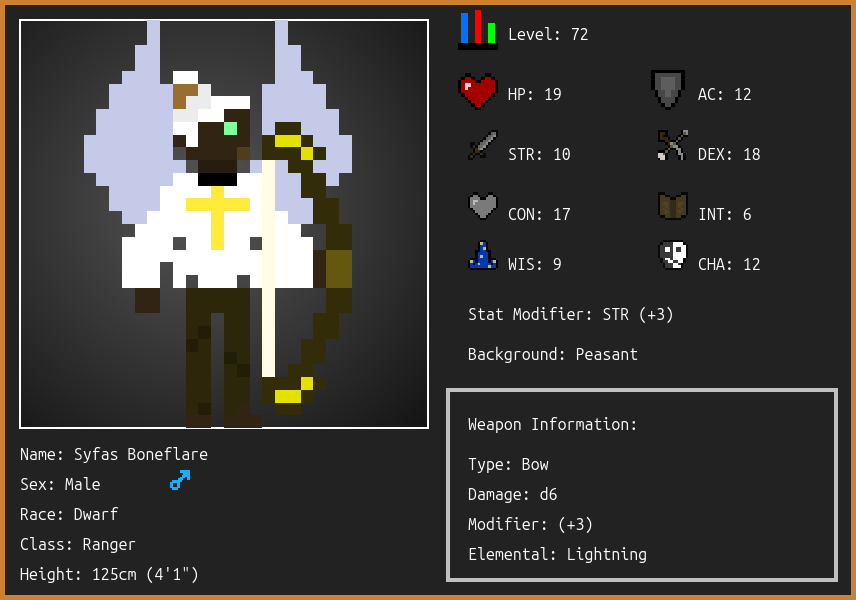 Level: 72
HP: 19
AC: 12
STR: 10
DEX: 18
CON: 17
INT: 6
WIS: 9
CHA: 12
Stat Modifier: STR (+3)
Background: Peasant
Weapon Information:
Type: Bow
Damage: d6
Modifier: (+3)
Elemental: Lightning
Name: Syfas Boneflare
Sex: Male
Race: Dwarf
Class: Ranger
Height: 125cm (4'1")